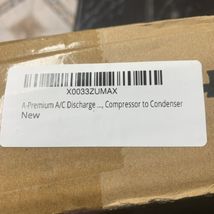 X0033ZUMAX
A-Premium A/C Discharge ..., Compressor to Condenser
New